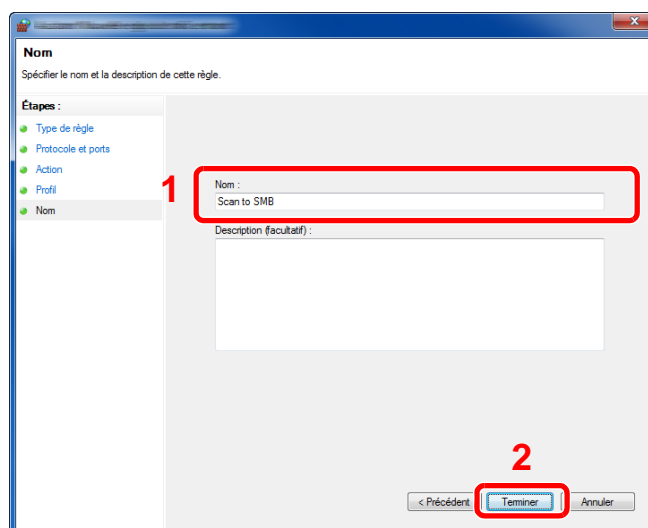 Nom
Spécifier le nom et la description de cette règle.
Étapes :
Type de règle
Protocole et ports
Action
Profil
Nom
1
Nom :
Scan to SMB
Description (facultatif) :
2
< Précédent
Terminer
Annuler